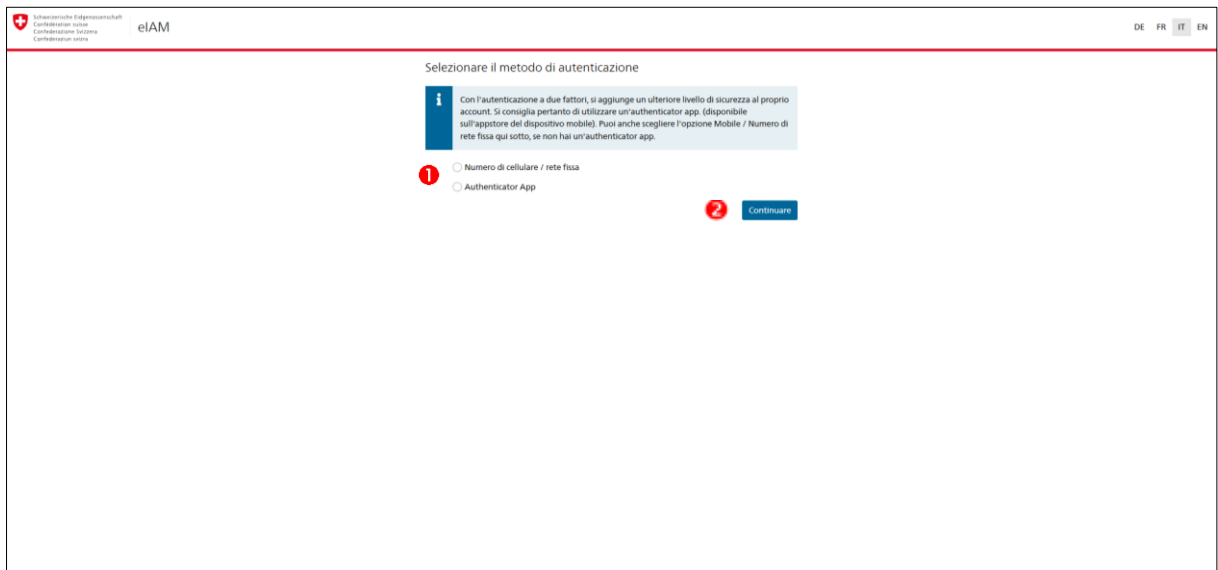 Schweizerische Eidgenossenschaft
Confédération suisse
Confederazione Svizzera
Confederaziun svizra
eIAM
DE FR IT EN
Selezionare il metodo di autenticazione
i
Con l'autenticazione a due fattori, si aggiunge un ulteriore livello di sicurezza al proprio
account. Si consiglia pertanto di utilizzare un'authenticator app. (disponibile
sull'appstore del dispositivo mobile). Puoi anche scegliere l'opzione Mobile / Numero di
rete fissa qui sotto, se non hai un'authenticator app.
1
Numero di cellulare / rete fissa
Authenticator App
2 Continuare